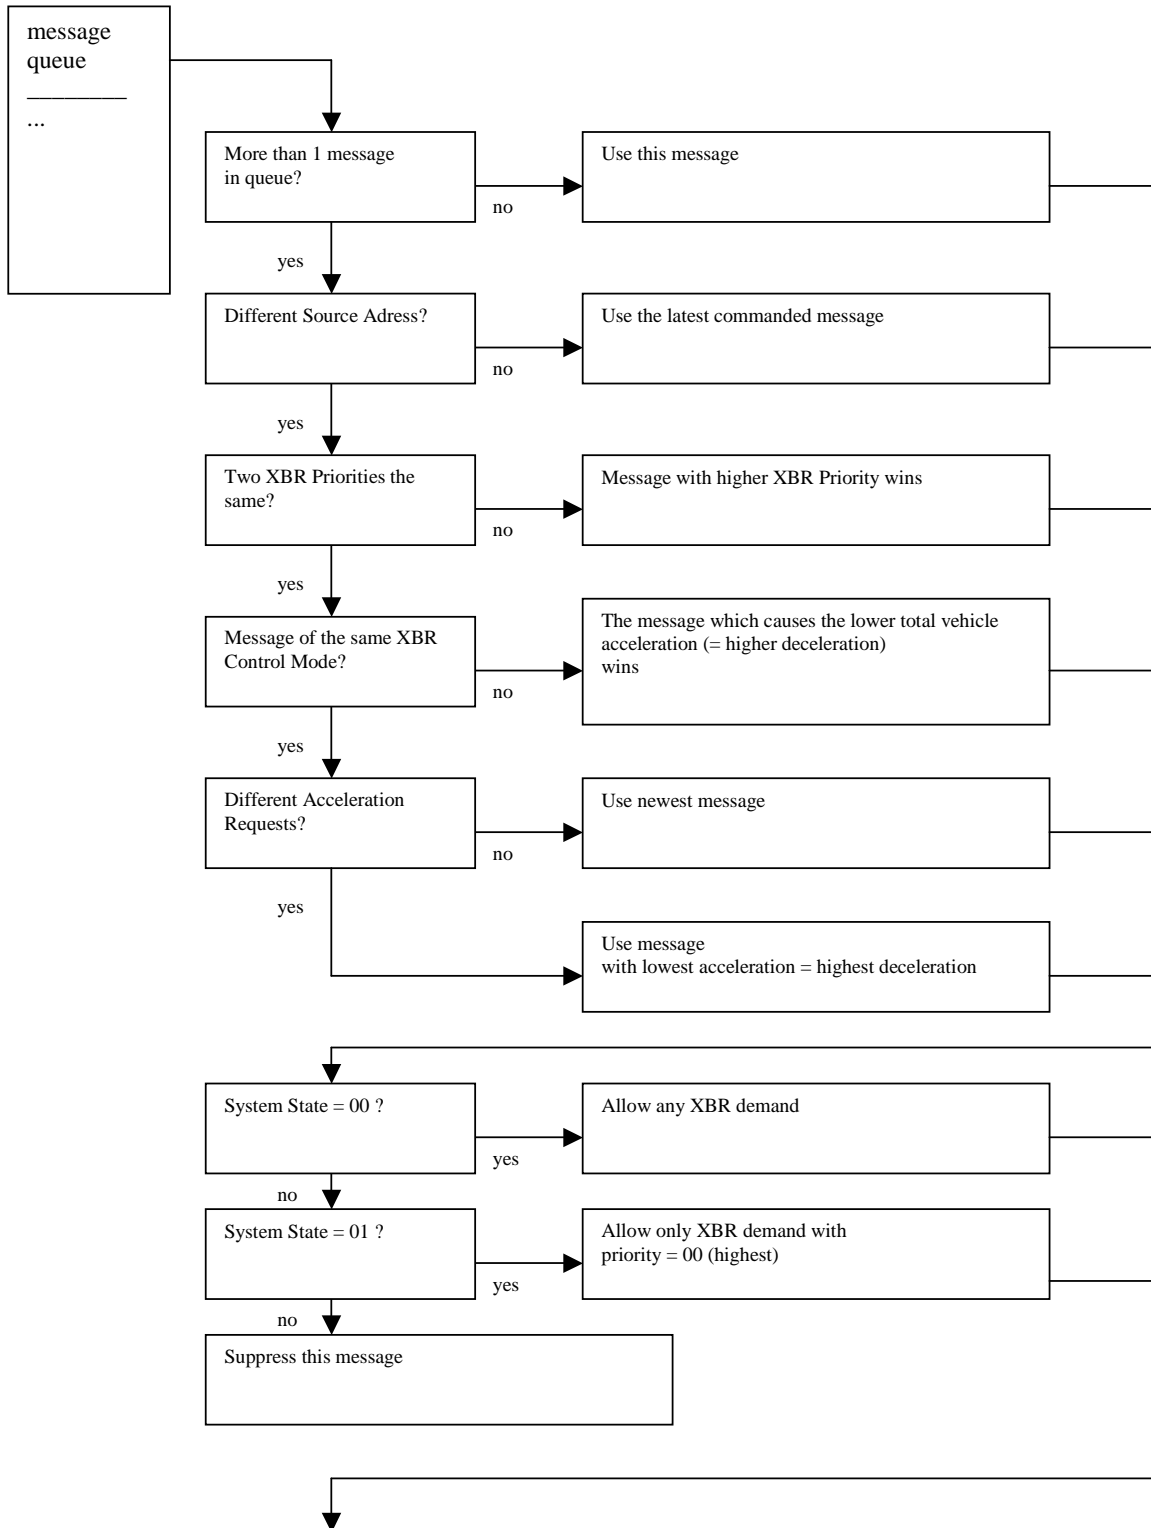 message
queue
________
...
More than 1 message
in queue?
Use this message
no
yes
Different Source Adress?
Use the latest commanded message
no
yes
Two XBR Priorities the
same?
Message with higher XBR Priority wins
no
yes
Message of the same XBR
Control Mode?
The message which causes the lower total vehicle
acceleration (= higher deceleration)
wins
no
yes
Different Acceleration
Requests?
Use newest message
no
yes
Use message
with lowest acceleration = highest deceleration
System State = 00 ?
Allow any XBR demand
yes
no
System State = 01 ?
Allow only XBR demand with
priority = 00 (highest)
yes
no
Suppress this message